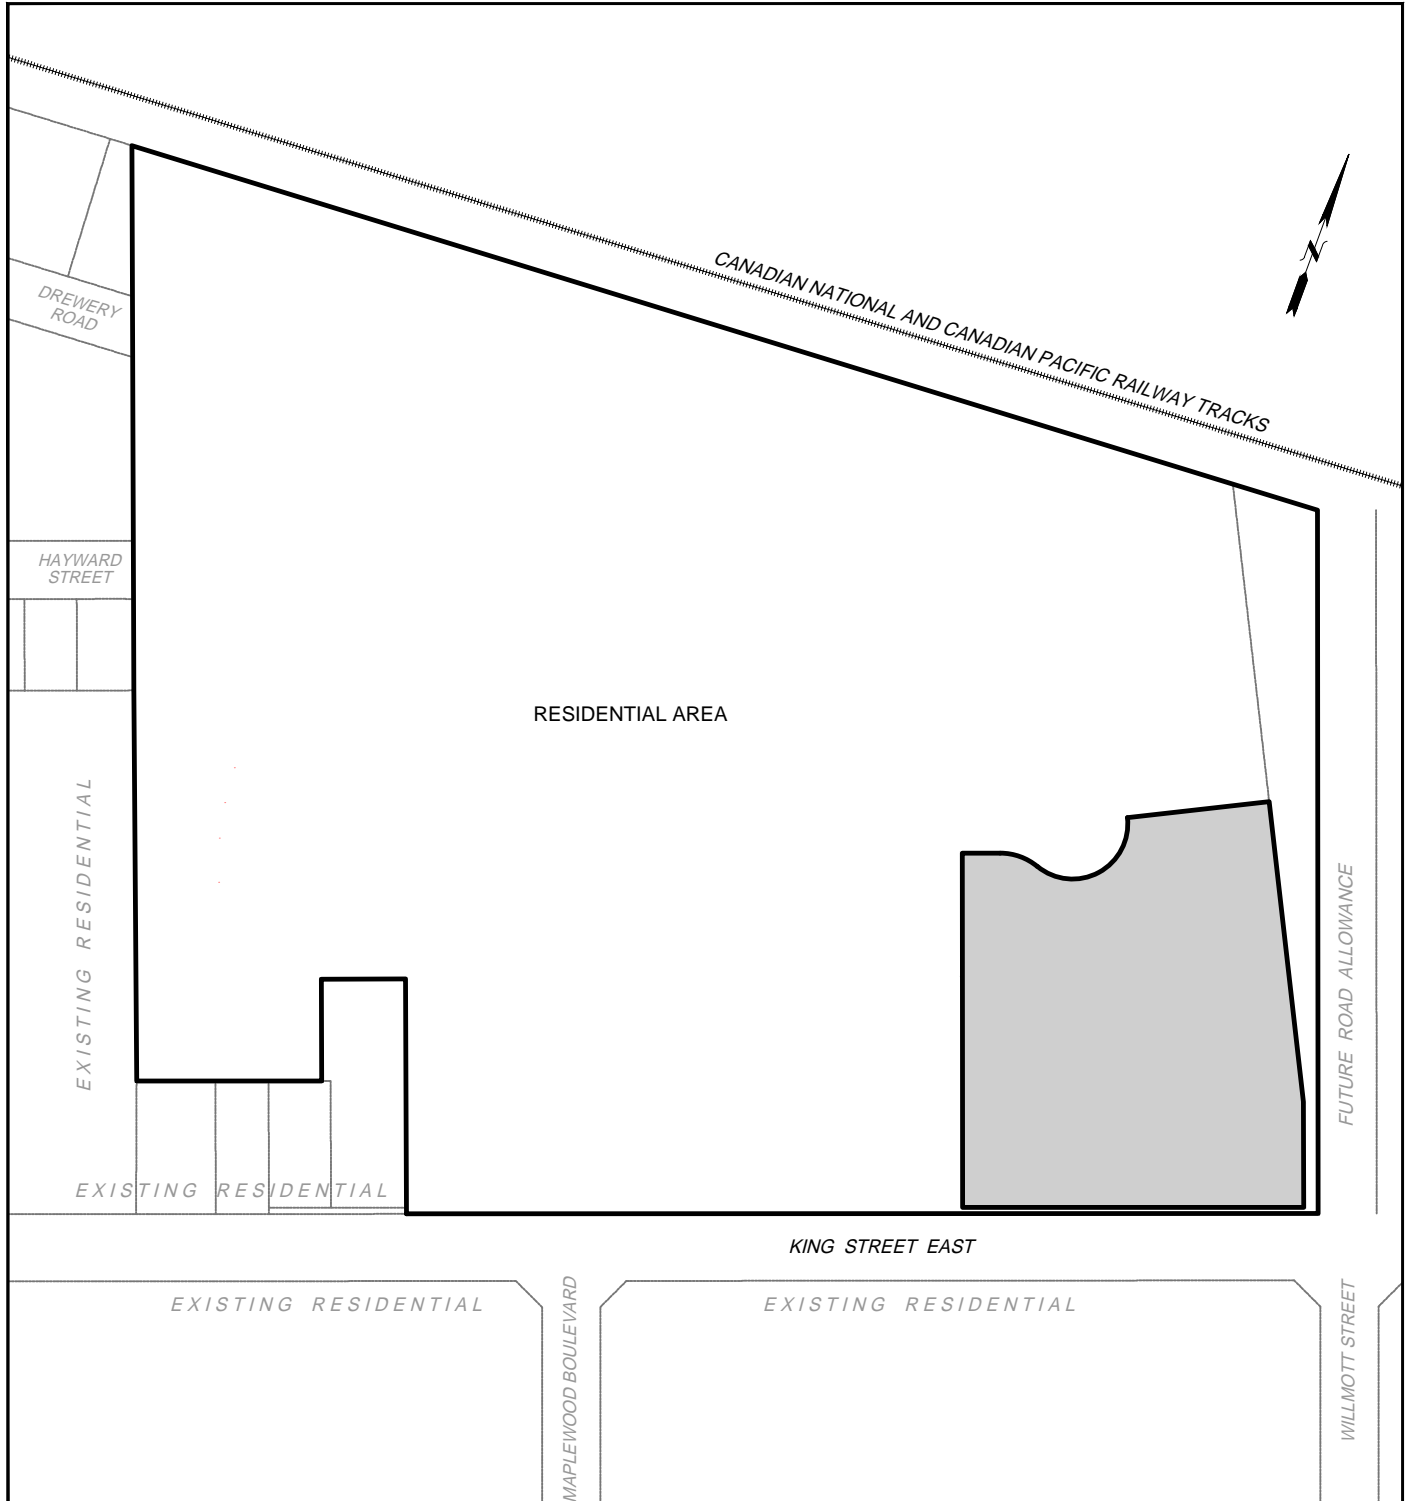 CANADIAN NATIONAL AND CANADIAN PACIFIC RAILWAY TRACKS
N
DREWERY
ROAD
HAYWARD
STREET
RESIDENTIAL AREA
EXISTING RESIDENTIAL
FUTURE ROAD ALLOWANCE
EXISTING RESIDENTIAL
KING STREET EAST
EXISTING RESIDENTIAL
MAPLEWOOD BOULEVARD
EXISTING RESIDENTIAL
WILLMOTT STREET